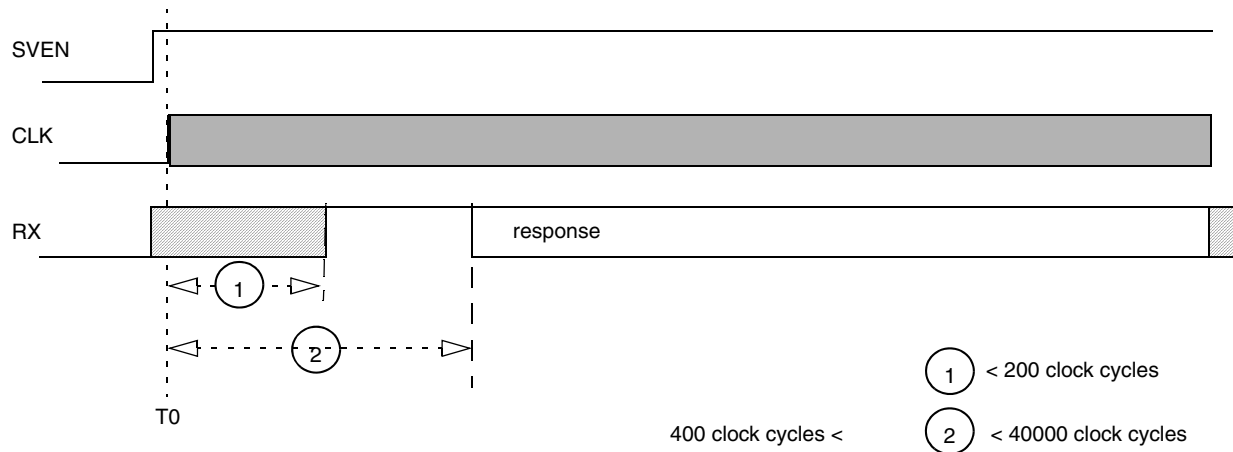 SVEN
CLK
RX
response
1
2
T0
1 < 200 clock cycles
400 clock cycles < 2 < 40000 clock cycles